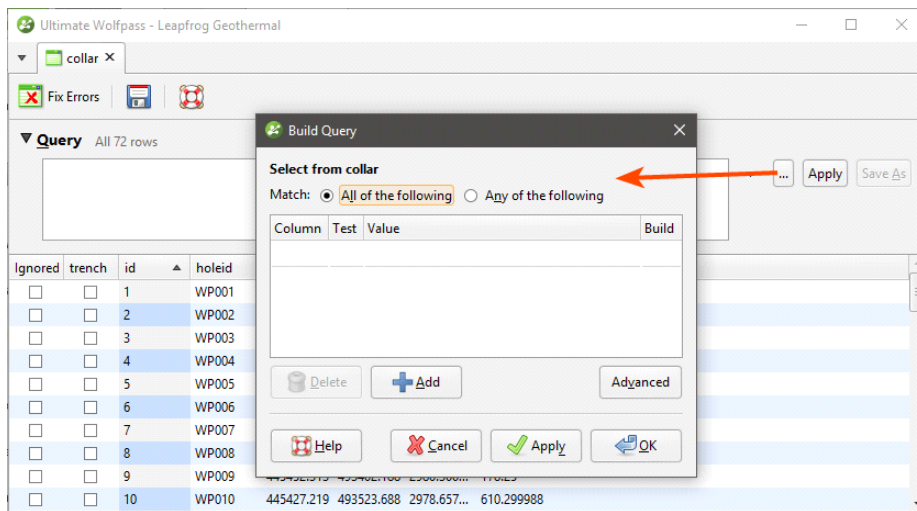 Ultimate Wolfpass - Leapfrog Geothermal
collar
Fix Errors
Query All 72 rows
... Apply Save As
Build Query
Select from collar
Match: All of the following Any of the following
Column Test Value Build
Delete Add Advanced
Help Cancel Apply OK
Ignored trench id holeid
1 WP001
2 WP002
3 WP003
4 WP004
5 WP005
6 WP006
7 WP007
8 WP008
9 WP009
10 WP010 445427.219 493523.688 2978.657... 610.299988